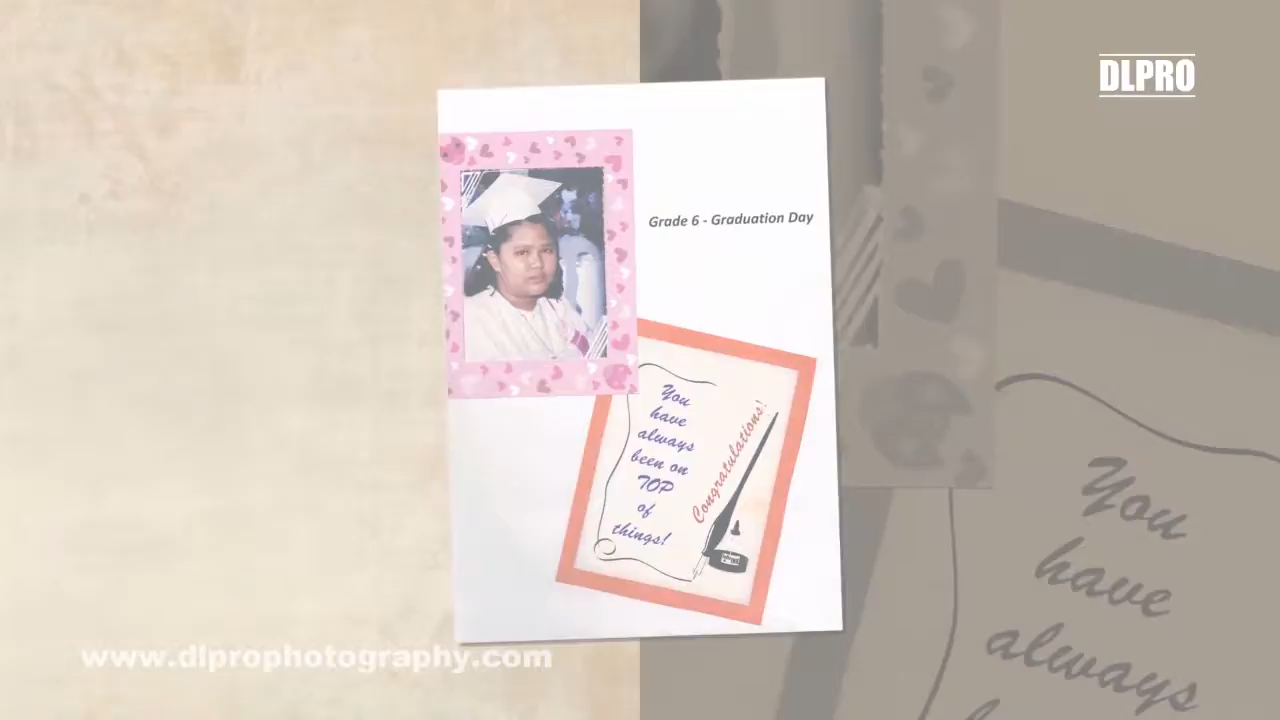 DLPRO
Grade 6 - Graduation Day
You
have
always
been on
TOP
of
things!
Congratulations!
www.dlprophotography.com
You
have
always